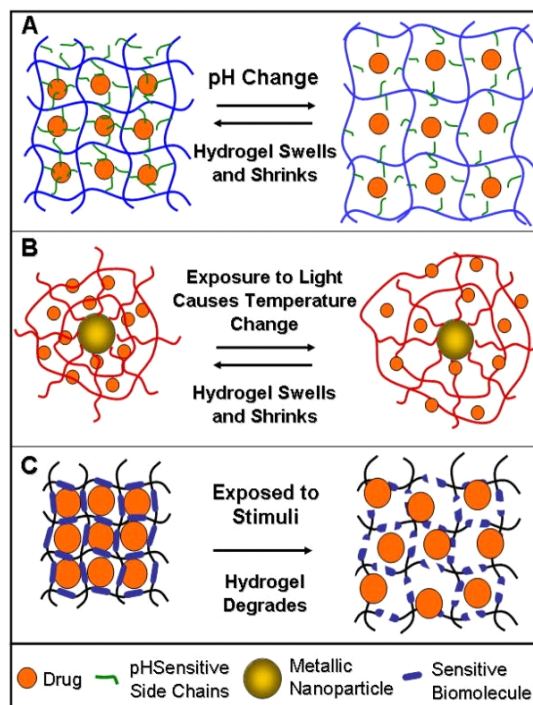 A
pH Change
Hydrogel Swells
and Shrinks
B
Exposure to Light
Causes Temperature
Change
Hydrogel Swells
and Shrinks
C
Exposed to
Stimuli
Hydrogel
Degrades
Drug
pHSensitive
Side Chains
Metallic
Nanoparticle
Sensitive
Biomolecule